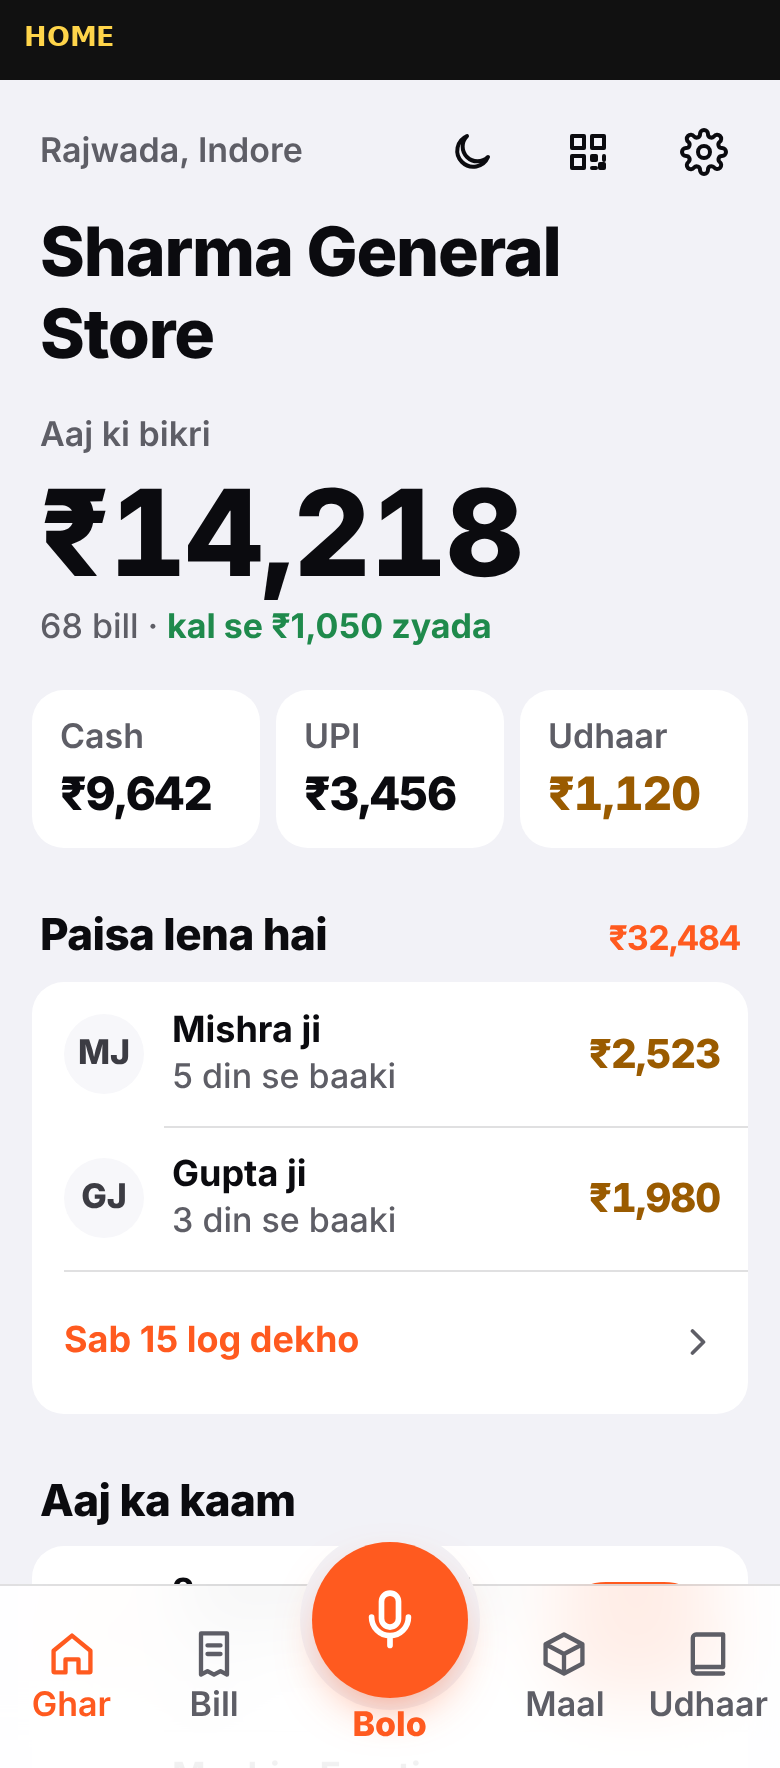 HOME
Rajwada, Indore
Sharma General
Store
Aaj ki bikri
₹14,218
68 bill · kal se ₹1,050 zyada
Cash
UPI
Udhaar
₹9,642
₹3,456
₹1,120
Paisa lena hai
₹32,484
MJ
Mishra ji
5 din se baaki
₹2,523
GJ
Gupta ji
3 din se baaki
₹1,980
Sab 15 log dekho
Aaj ka kaam
Ghar
Bill
Bolo
Maal
Udhaar